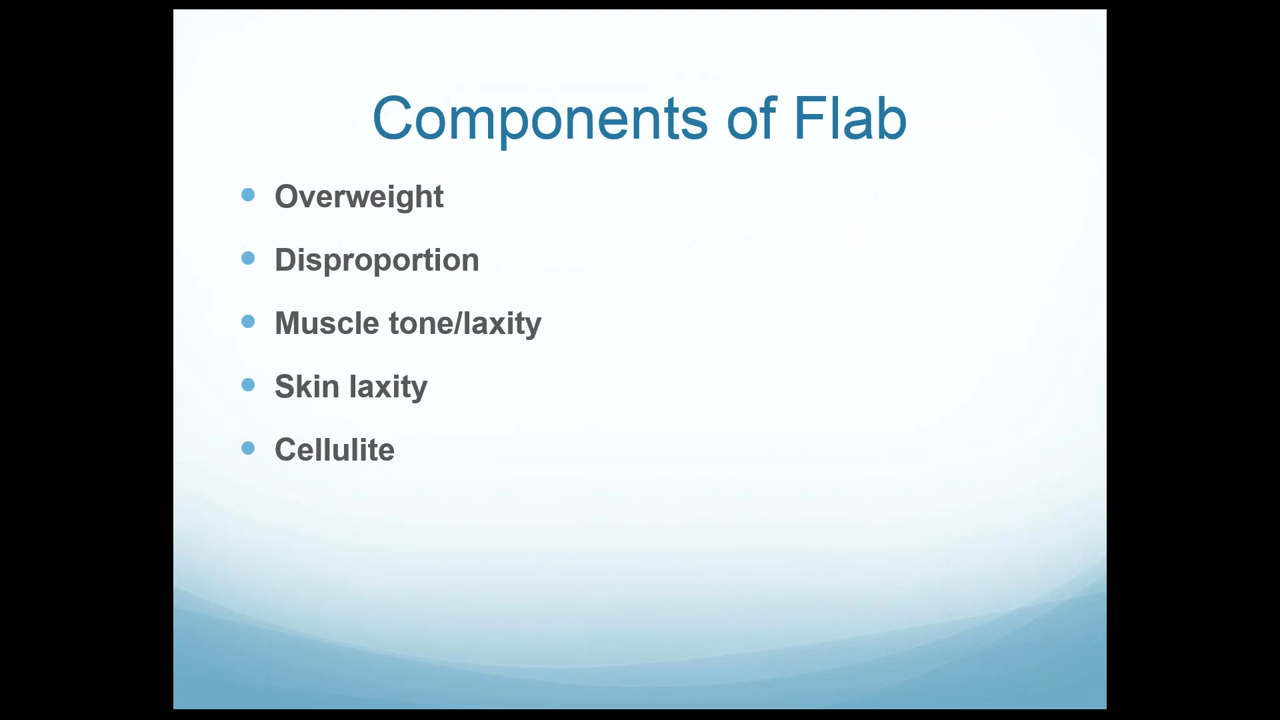 Components of Flab
Overweight
Disproportion
Muscle tone/laxity
Skin laxity
Cellulite